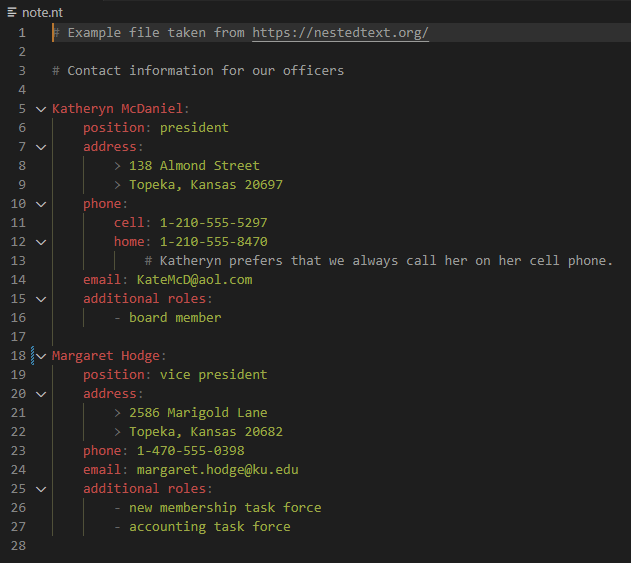 note.nt
1 # Example file taken from https://nestedtext.org/
2
3 # Contact information for our officers
4
5 Katheryn McDaniel:
6 position: president
7 address:
8 > 138 Almond Street
9 > Topeka, Kansas 20697
10 phone:
11 cell: 1-210-555-5297
12 home: 1-210-555-8470
13 # Katheryn prefers that we always call her on her cell phone.
14 email: KateMcD@aol.com
15 additional roles:
16 - board member
17
18 Margaret Hodge:
19 position: vice president
20 address:
21 > 2586 Marigold Lane
22 > Topeka, Kansas 20682
23 phone: 1-470-555-0398
24 email: margaret.hodge@ku.edu
25 additional roles:
26 - new membership task force
27 - accounting task force
28